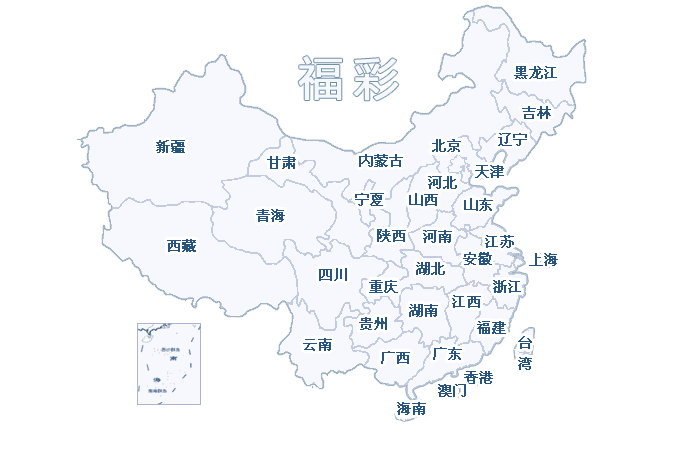 福彩
黑龙江
吉林
辽宁
新疆
甘肃
内蒙古
北京
天津
河北
宁夏
山西
山东
青海
陕西
河南
江苏
西藏
安徽
上海
四川
湖北
重庆
浙江
湖南
江西
贵州
福建
云南
台湾
广西
广东
香港
澳门
海南